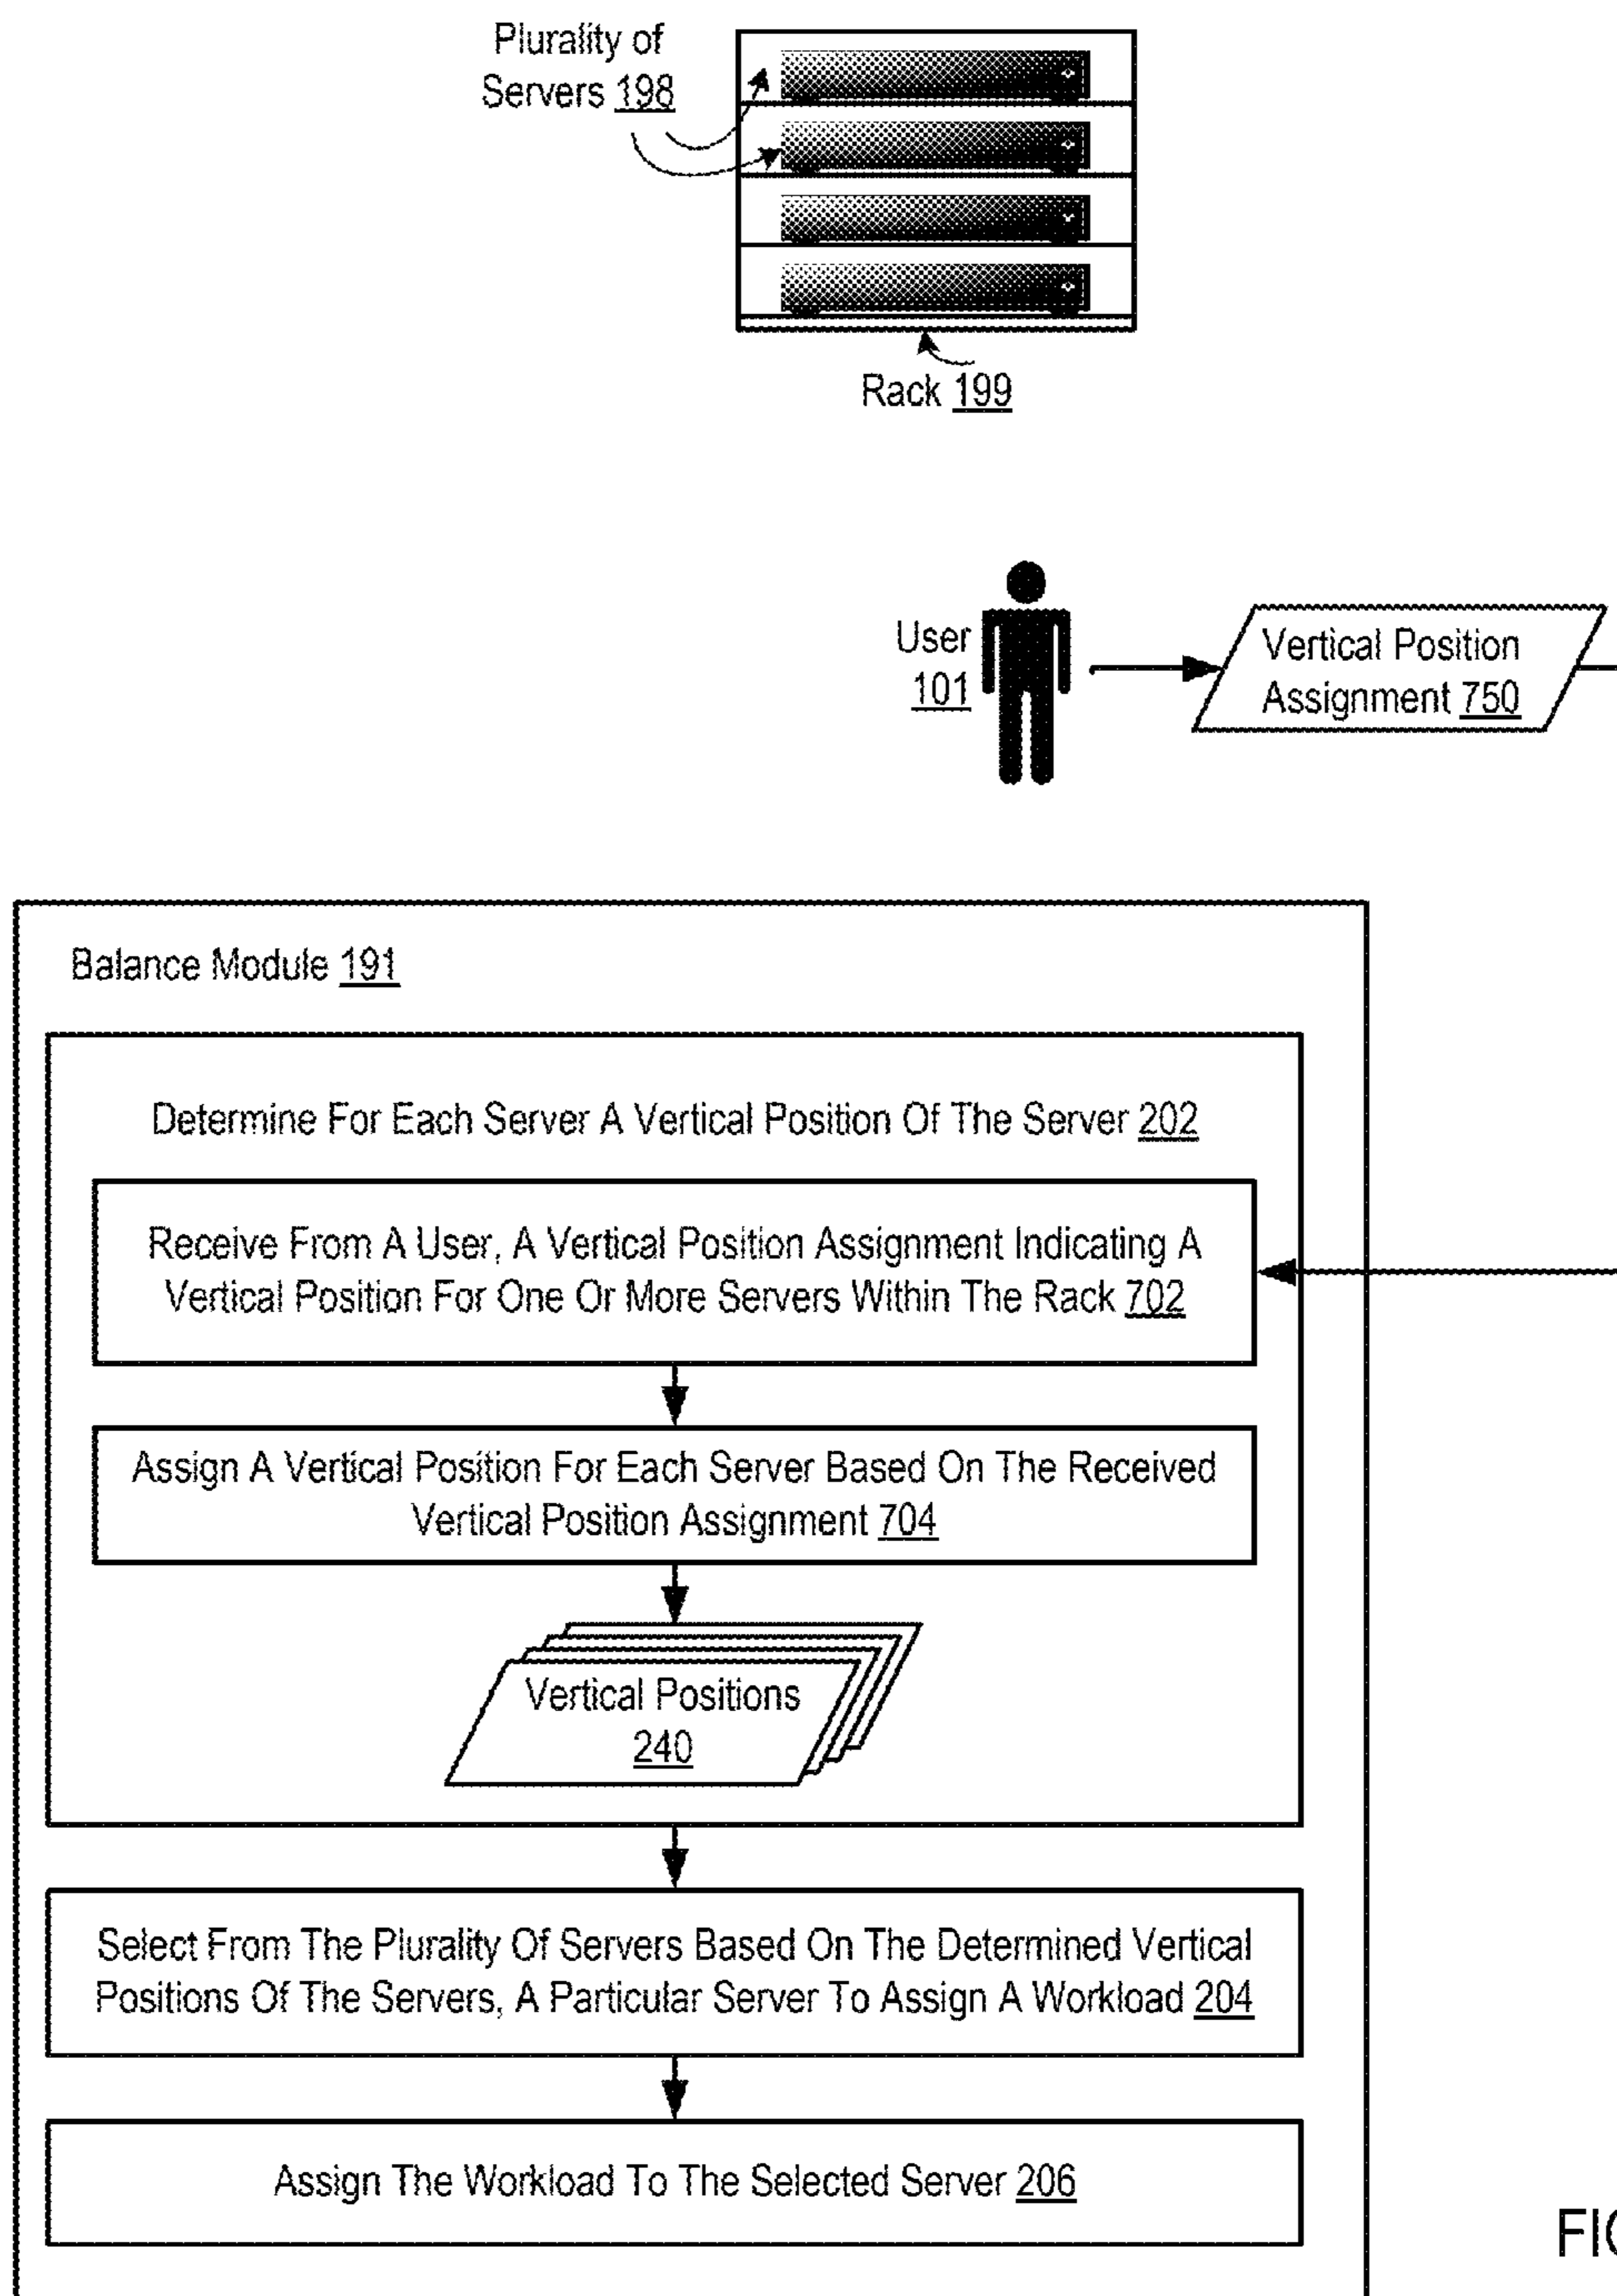 Plurality of
Servers 198
Rack 199
User
101
Vertical Position
Assignment 750
Balance Module 191
Determine For Each Server A Vertical Position Of The Server 202
Receive From A User, A Vertical Position Assignment Indicating A
Vertical Position For One Or More Servers Within The Rack 702
Assign A Vertical Position For Each Server Based On The Received
Vertical Position Assignment 704
Vertical Positions
240
Select From The Plurality Of Servers Based On The Determined Vertical
Positions Of The Servers, A Particular Server To Assign A Workload 204
Assign The Workload To The Selected Server 206